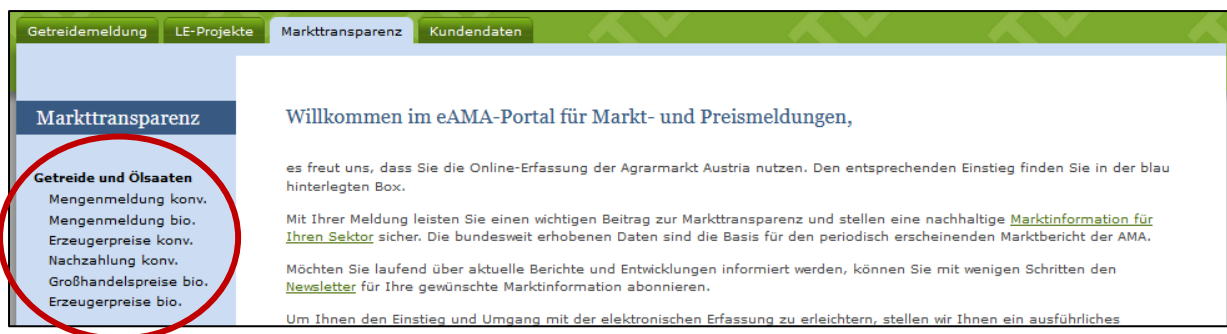 Getreidemeldung LE-Projekte Markttransparenz Kundendaten
Markttransparenz
Getreide und Ölsaaten
Mengenmeldung konv.
Mengenmeldung bio.
Erzeugerpreise konv.
Nachzahlung konv.
Großhandelspreise bio.
Erzeugerpreise bio.
Willkommen im eAMA-Portal für Markt- und Preismeldungen,
es freut uns, dass Sie die Online-Erfassung der Agrarmarkt Austria nutzen. Den entsprechenden Einstieg finden Sie in der blau
hinterlegten Box.
Mit Ihrer Meldung leisten Sie einen wichtigen Beitrag zur Markttransparenz und stellen eine nachhaltige Marktinformation für
Ihren Sektor sicher. Die bundesweit erhobenen Daten sind die Basis für den periodisch erscheinenden Marktbericht der AMA.
Möchten Sie laufend über aktuelle Berichte und Entwicklungen informiert werden, können Sie mit wenigen Schritten den
Newsletter für Ihre gewünschte Marktinformation abonnieren.
Um Ihnen den Einstieg und Umgang mit der elektronischen Erfassung zu erleichtern, stellen wir Ihnen ein ausführliches